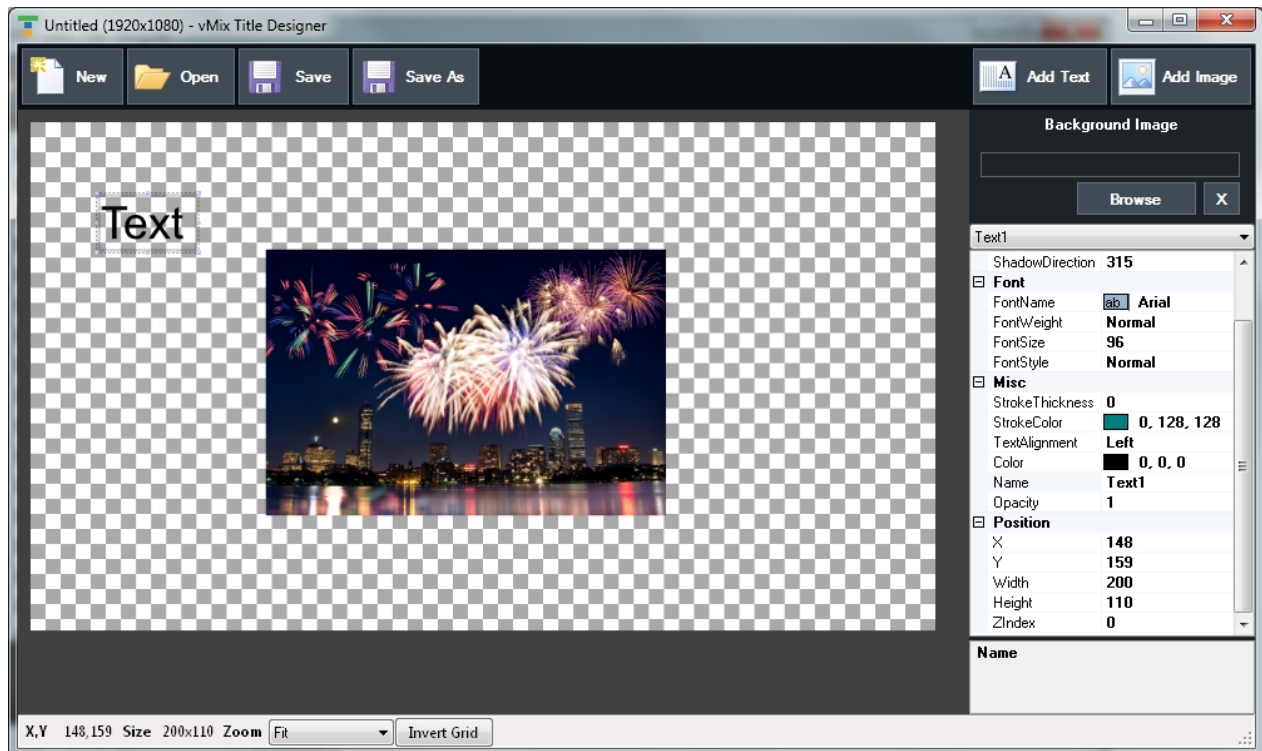 Untitled (1920x1080) - vMix Title Designer
New Open Save Save As Add Text Add Image
Background Image
Browse X
Text
Text1
ShadowDirection 315
Font
FontName ab Arial
FontWeight Normal
FontSize 96
FontStyle Normal
Misc
StrokeThickness 0
StrokeColor 0, 128, 128
TextAlignment Left
Color 0, 0, 0
Name Text1
Opacity 1
Position
X 148
Y 159
Width 200
Height 110
ZIndex 0
Name
X,Y 148,159 Size 200x110 Zoom Fit Invert Grid